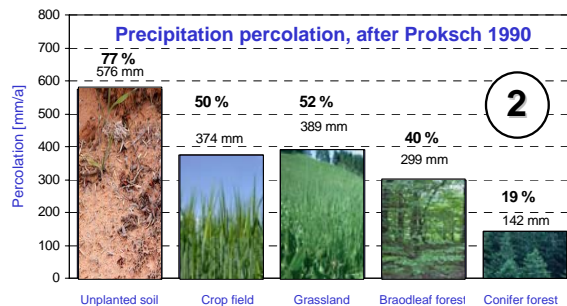 Precipitation percolation, after Proksch 1990
Percolation [mm/a]
800
700
600
500
400
300
200
100
0
77 %
576 mm
50 %
374 mm
52 %
389 mm
40 %
299 mm
19 %
142 mm
2
Unplanted soil
Crop field
Grassland
Braodleaf forest
Conifer forest